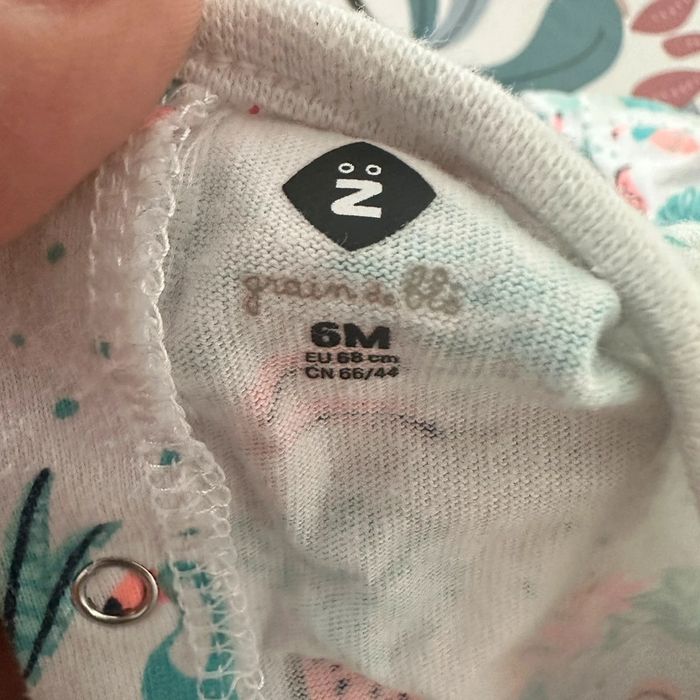 Z
grain de blé
6M
EU 68 cm
CN 66/44